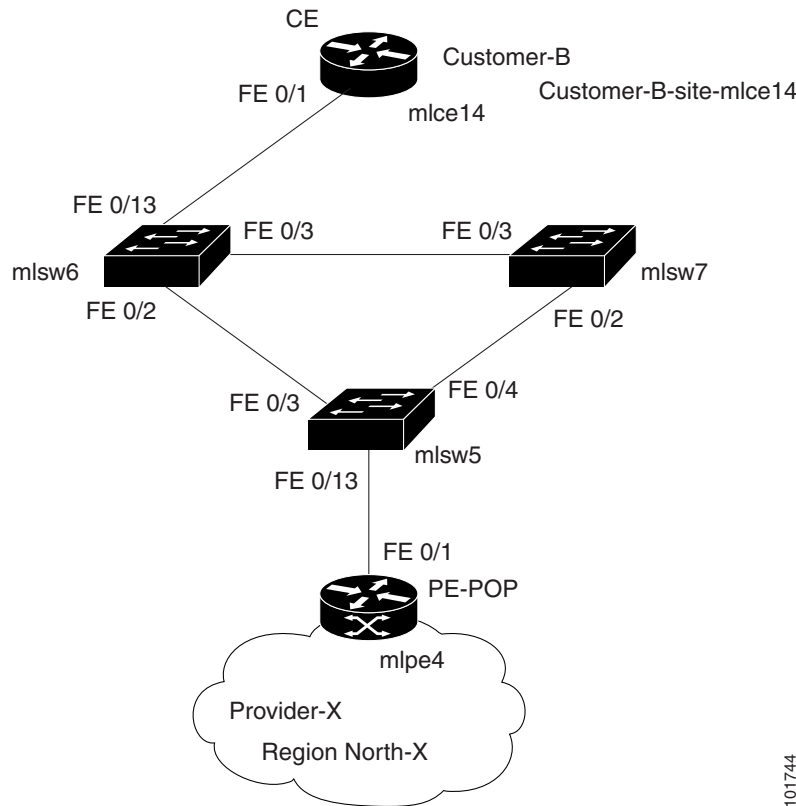 CE
Customer-B
FE 0/1
Customer-B-site-mlce14
mlce14
FE 0/13
FE 0/3
FE 0/3
mlsw6
mlsw7
FE 0/2
FE 0/2
FE 0/3
FE 0/4
mlsw5
FE 0/13
FE 0/1
PE-POP
mlpe4
Provider-X
Region North-X
101744